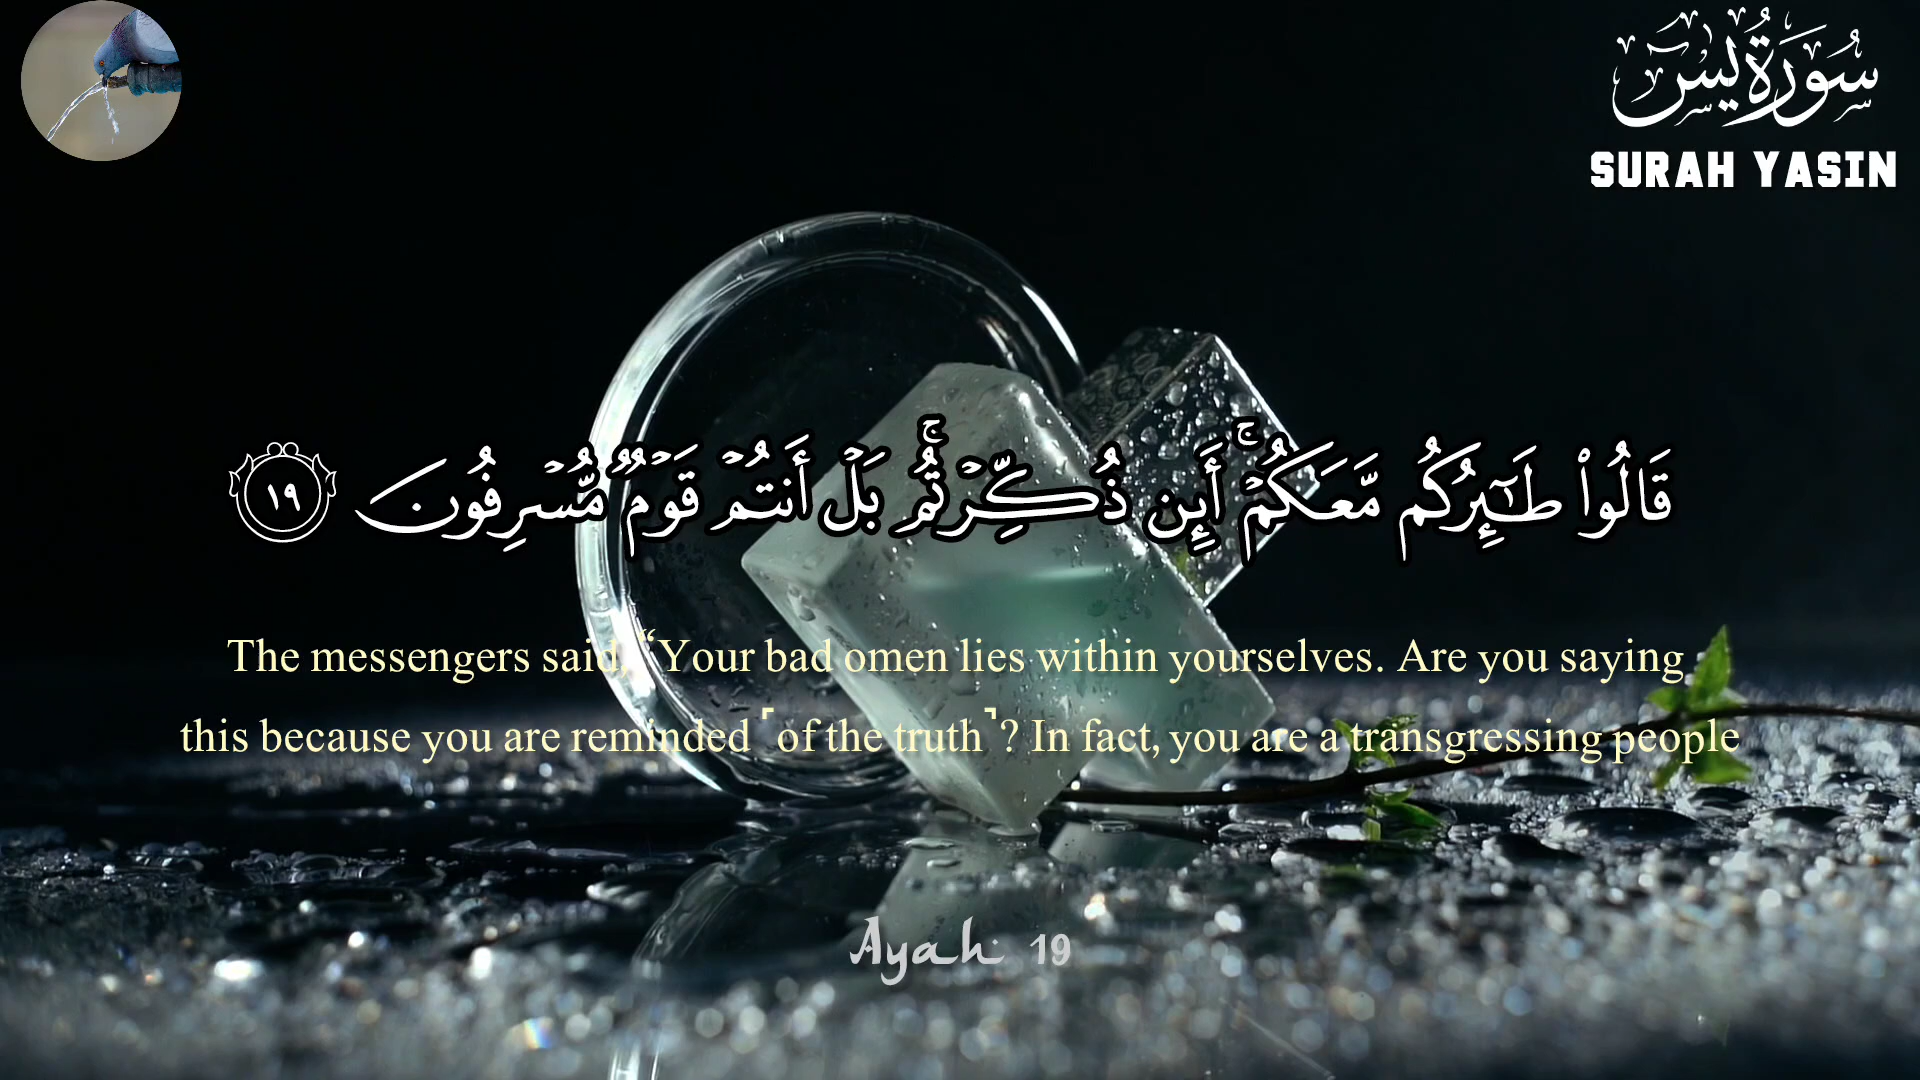 سُورَةُ يس
SURAH YASIN
قَالُوا۟ طَـٰٓئِرُكُم مَّعَكُمْ ۚ أَئِن ذُكِّرْتُم ۚ بَلْ أَنتُمْ قَوْمٌ مُّسْرِفُونَ ١٩
The messengers said, “Your bad omen lies within yourselves. Are you saying
this because you are reminded ˹of the truth˺? In fact, you are a transgressing people
Ayah 19